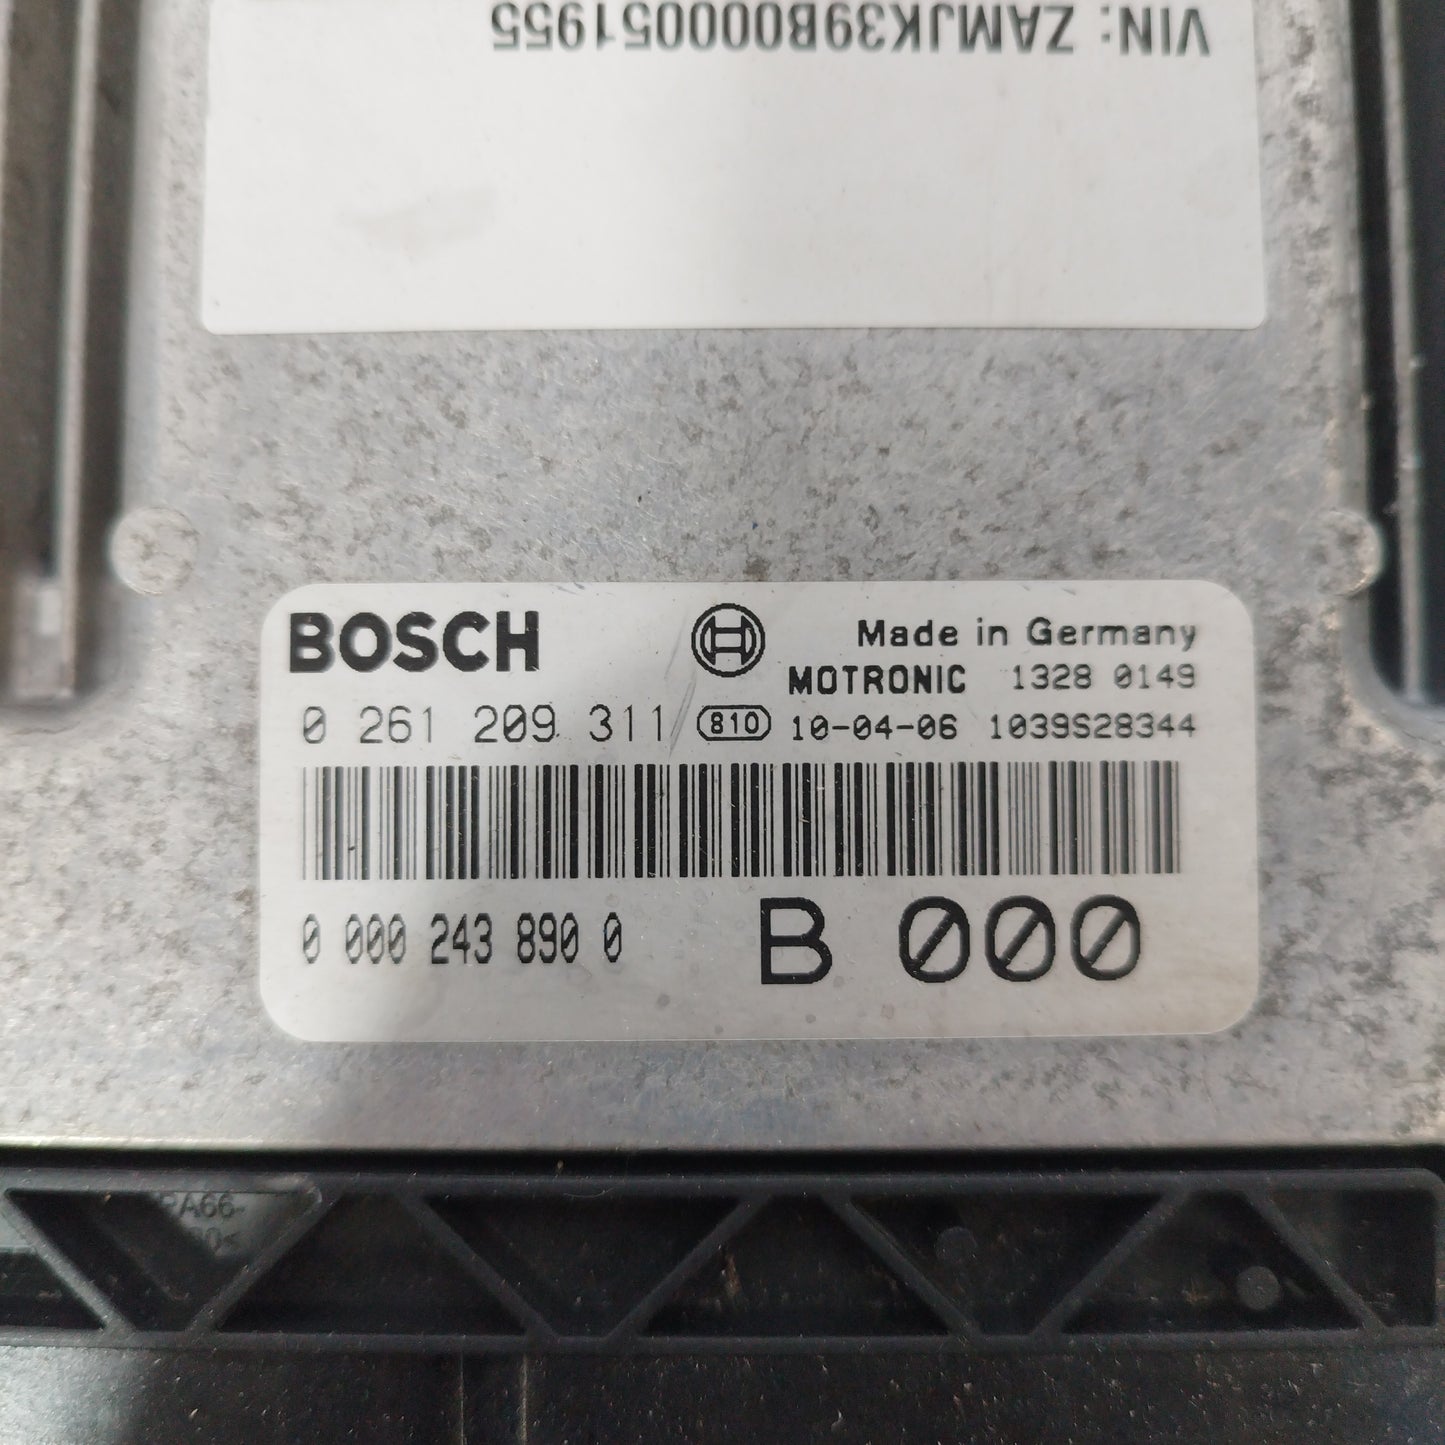 VIN: ZAMJK39B000051955
BOSCH
Made in Germany
MOTRONIC 1328 0149
0 261 209 311 810 10-04-06 1039S28344
0 000 243 890 0 B 000
PA66-